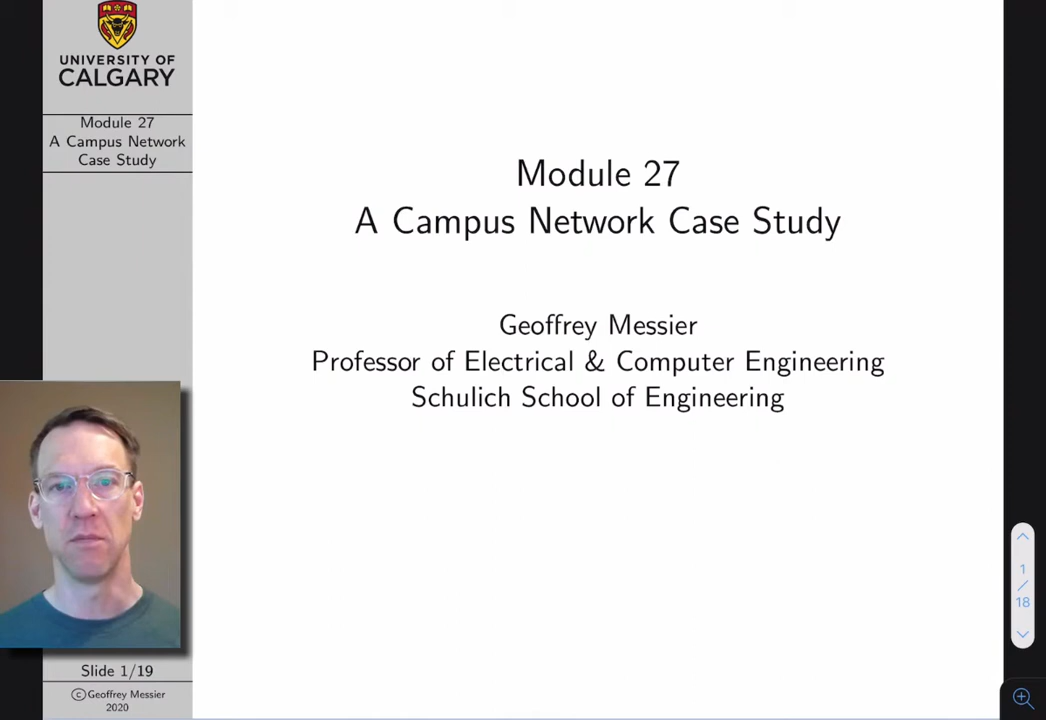 UNIVERSITY OF
CALGARY
Module 27
A Campus Network
Case Study
Module 27
A Campus Network Case Study
Geoffrey Messier
Professor of Electrical & Computer Engineering
Schulich School of Engineering
1
/
18
Slide 1/19
©Geoffrey Messier
2020